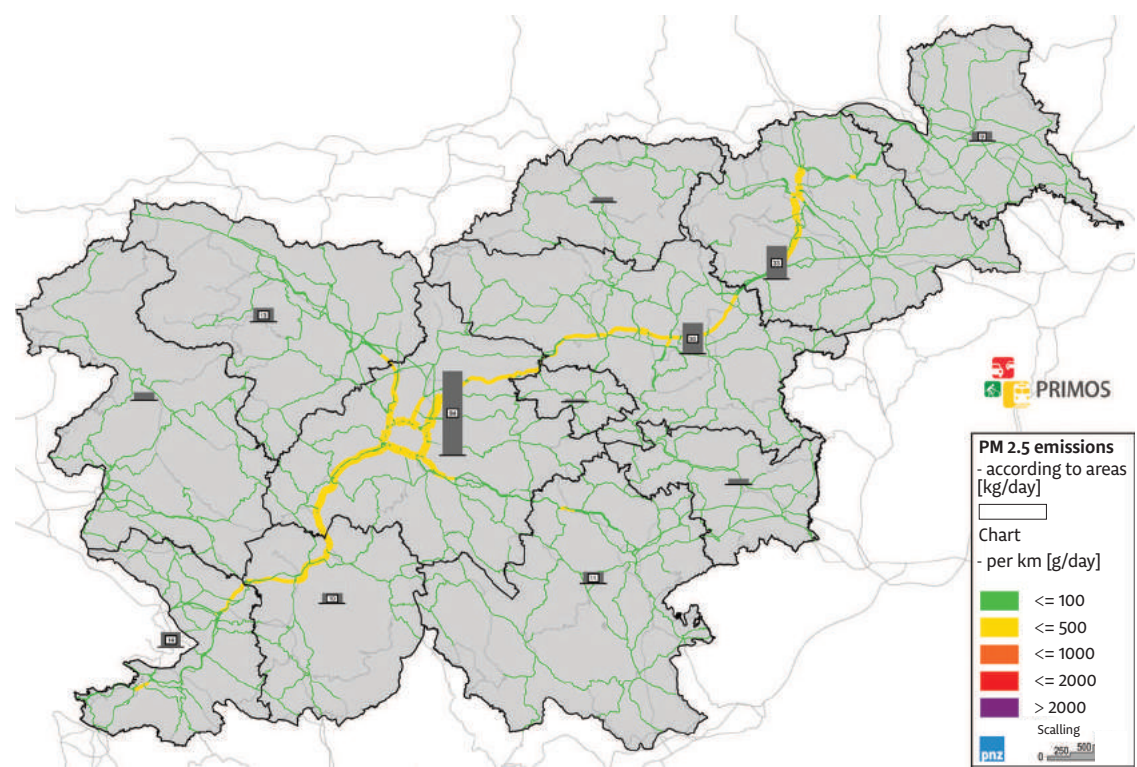 PRIMOS
PM 2.5 emissions
- according to areas
[kg/day]
Chart
- per km [g/day]
<= 100
<= 500
<= 1000
<= 2000
> 2000
Scalling
pnz
0 250 500